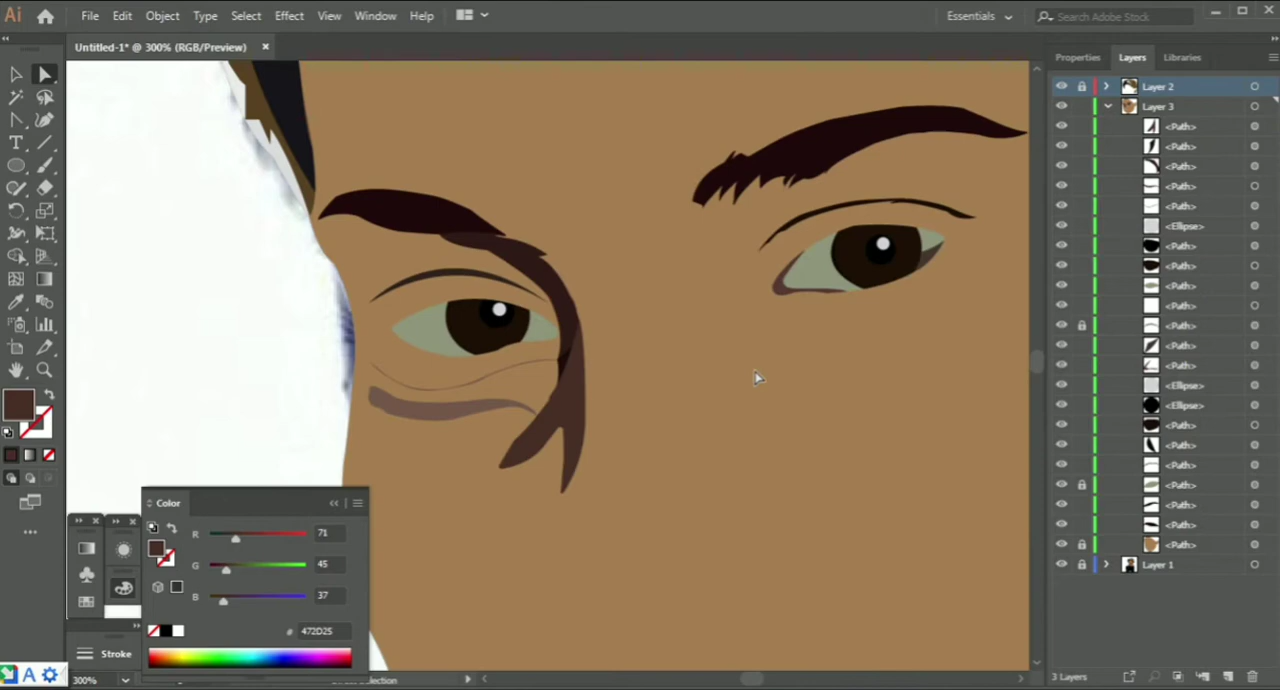 Ai File Edit Object Type Select Effect View Window Help Essentials Search Adobe Stock
Untitled-1* @ 300% (RGB/Preview) ×
Properties Layers Libraries
Layer 2
Layer 3
<Path>
<Path>
<Path>
<Path>
<Path>
<Ellipse>
<Path>
<Path>
<Path>
<Path>
<Path>
<Path>
<Path>
<Ellipse>
<Ellipse>
<Path>
<Path>
<Path>
<Path>
<Path>
<Path>
<Path>
Layer 1
Color
R 71
G 45
B 37
# 472D25
Stroke
A
300%
3 Layers